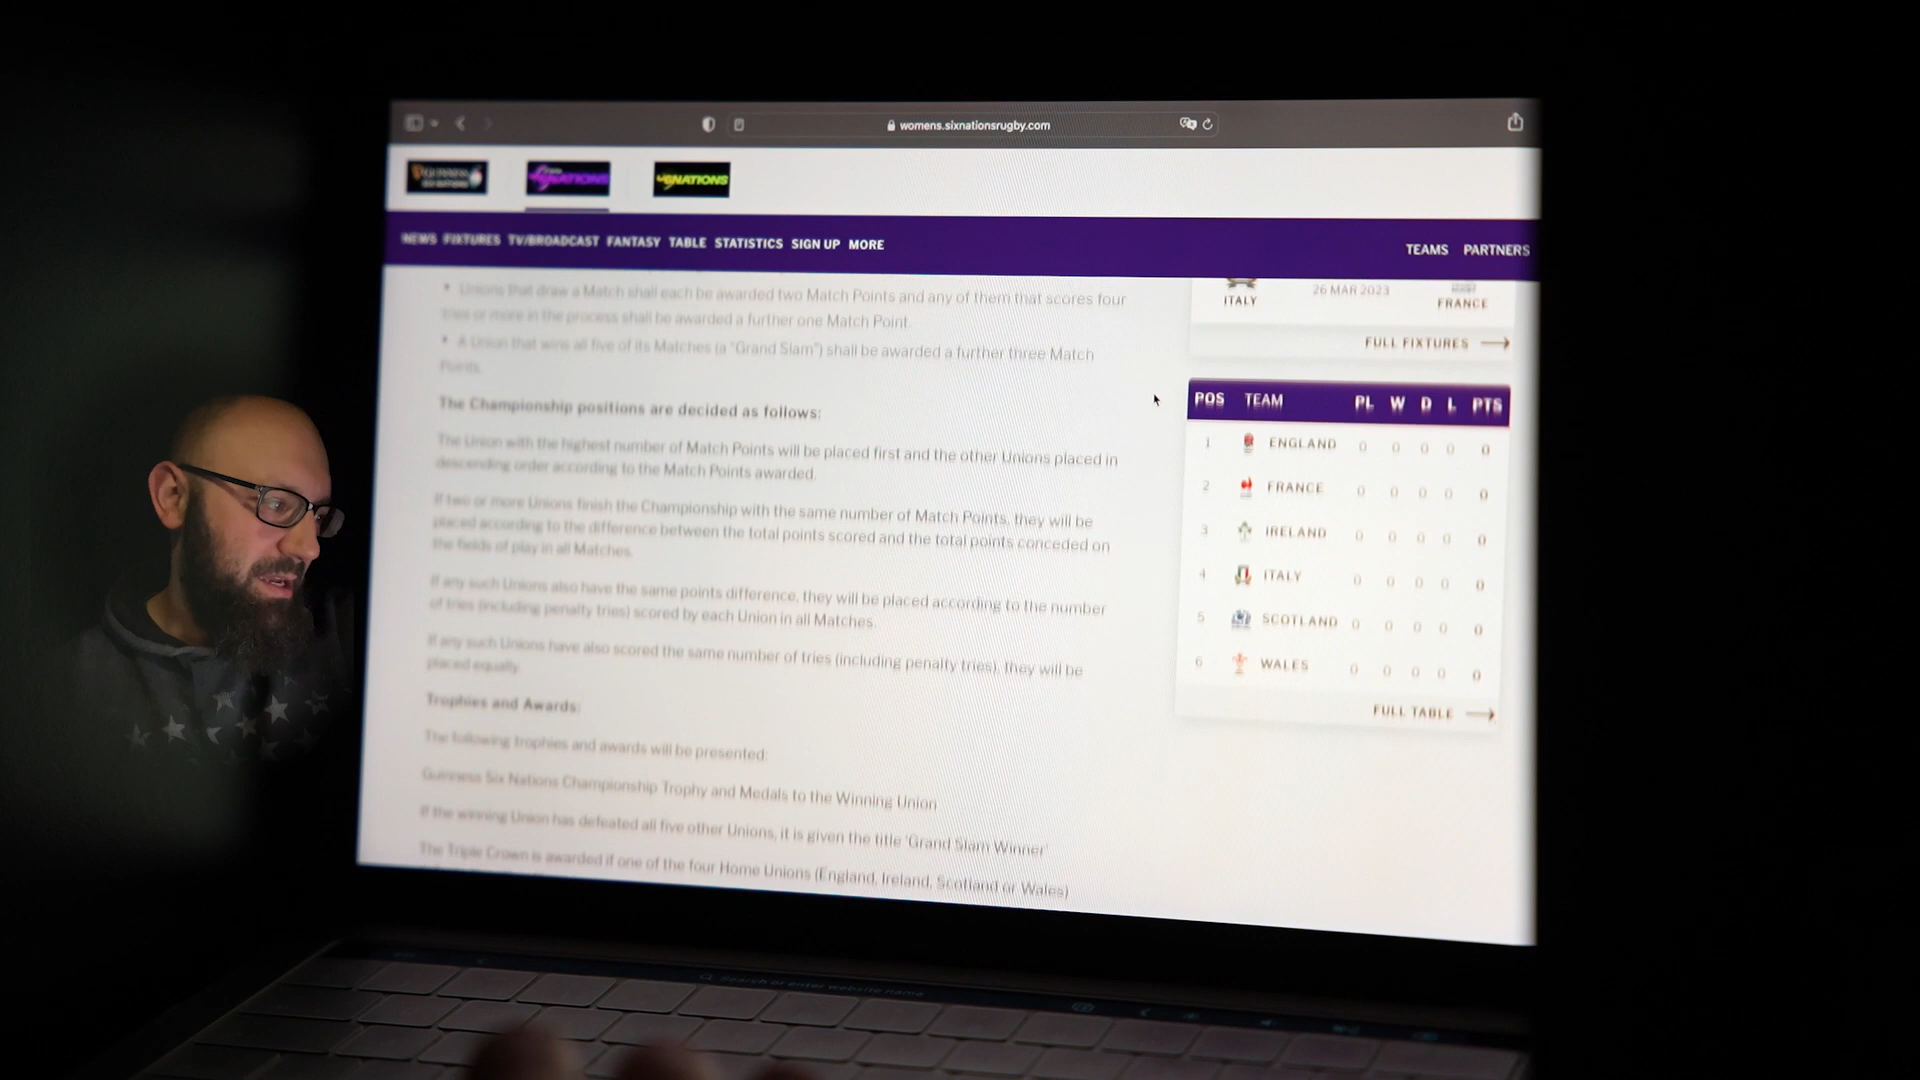 womens.sixnationsrugby.com
GUINNESS
SIX NATIONS
6NATIONS
6NATIONS
NEWS FIXTURES TV/BROADCAST FANTASY TABLE STATISTICS SIGN UP MORE
TEAMS PARTNERS
• Unions that draw a Match shall each be awarded two Match Points and any of them that scores four
tries or more in the process shall be awarded a further one Match Point.
• A Union that wins all five of its Matches (a "Grand Slam") shall be awarded a further three Match
Points.
The Championship positions are decided as follows:
The Union with the highest number of Match Points will be placed first and the other Unions placed in
descending order according to the Match Points awarded.
If two or more Unions finish the Championship with the same number of Match Points, they will be
placed according to the difference between the total points scored and the total points conceded on
the fields of play in all Matches.
If any such Unions also have the same points difference, they will be placed according to the number
of tries (including penalty tries) scored by each Union in all Matches.
If any such Unions have also scored the same number of tries (including penalty tries), they will be
placed equally.
Trophies and Awards:
The following trophies and awards will be presented:
Guinness Six Nations Championship Trophy and Medals to the Winning Union
If the winning Union has defeated all five other Unions, it is given the title 'Grand Slam Winner'
The Triple Crown is awarded if one of the four Home Unions (England, Ireland, Scotland or Wales)
ITALY 26 MAR 2023 FRANCE
FULL FIXTURES
POS TEAM PL W D L PTS
1 ENGLAND 0 0 0 0 0
2 FRANCE 0 0 0 0 0
3 IRELAND 0 0 0 0 0
4 ITALY 0 0 0 0 0
5 SCOTLAND 0 0 0 0 0
6 WALES 0 0 0 0 0
FULL TABLE
Search or enter website name